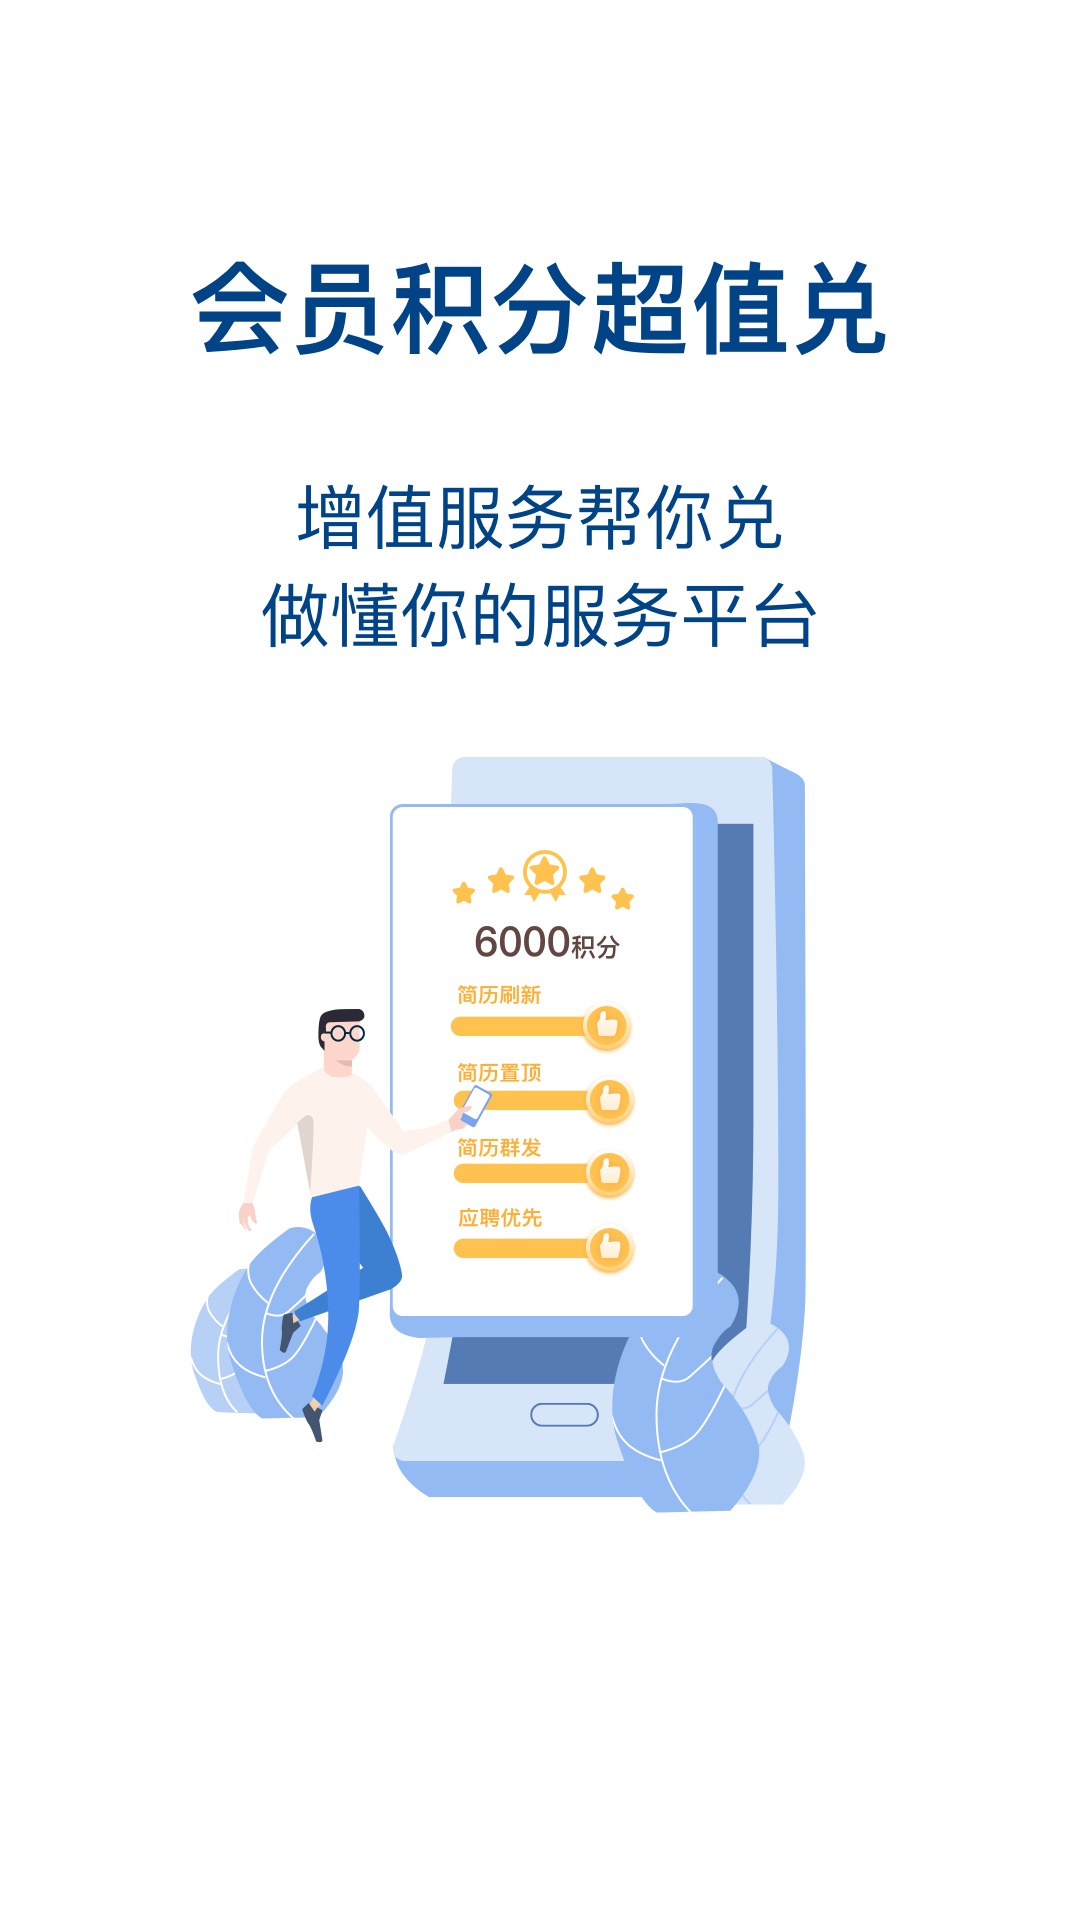 会员积分超值兑
增值服务帮你兑
做懂你的服务平台
6000积分
简历刷新
简历置顶
简历群发
应聘优先